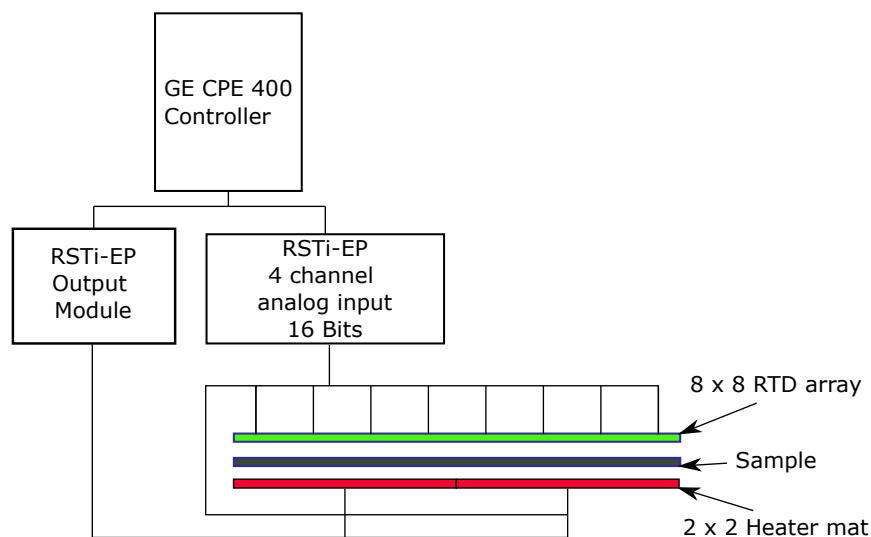 GE CPE 400
Controller
RSTi-EP
Output
Module
RSTi-EP
4 channel
analog input
16 Bits
8 x 8 RTD array
Sample
2 x 2 Heater mat